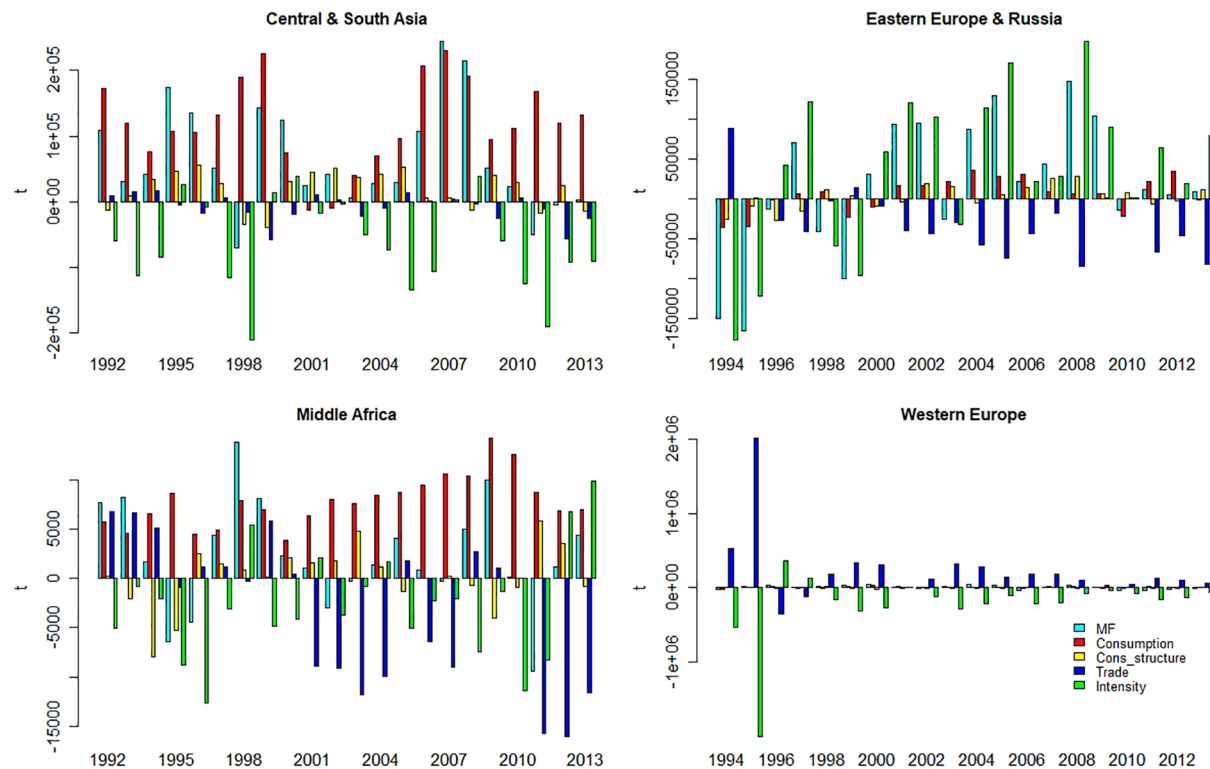 Central & South Asia
t
2e+05
1e+05
0e+00
-2e+05
1992 1995 1998 2001 2004 2007 2010 2013
Eastern Europe & Russia
t
150000
50000
-50000
-150000
1994 1996 1998 2000 2002 2004 2006 2008 2010 2012
Middle Africa
t
5000
0
-5000
-15000
1992 1995 1998 2001 2004 2007 2010 2013
Western Europe
t
2e+06
1e+06
0e+00
-1e+06
MF
Consumption
Cons_structure
Trade
Intensity
1994 1996 1998 2000 2002 2004 2006 2008 2010 2012